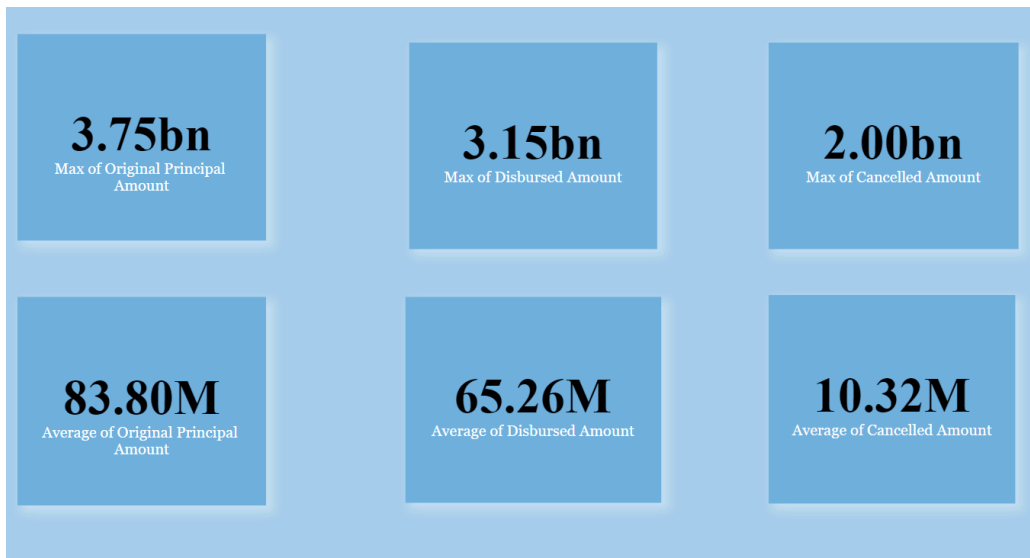 3.75bn
Max of Original Principal
Amount
3.15bn
Max of Disbursed Amount
2.00bn
Max of Cancelled Amount
83.80M
Average of Original Principal
Amount
65.26M
Average of Disbursed Amount
10.32M
Average of Cancelled Amount